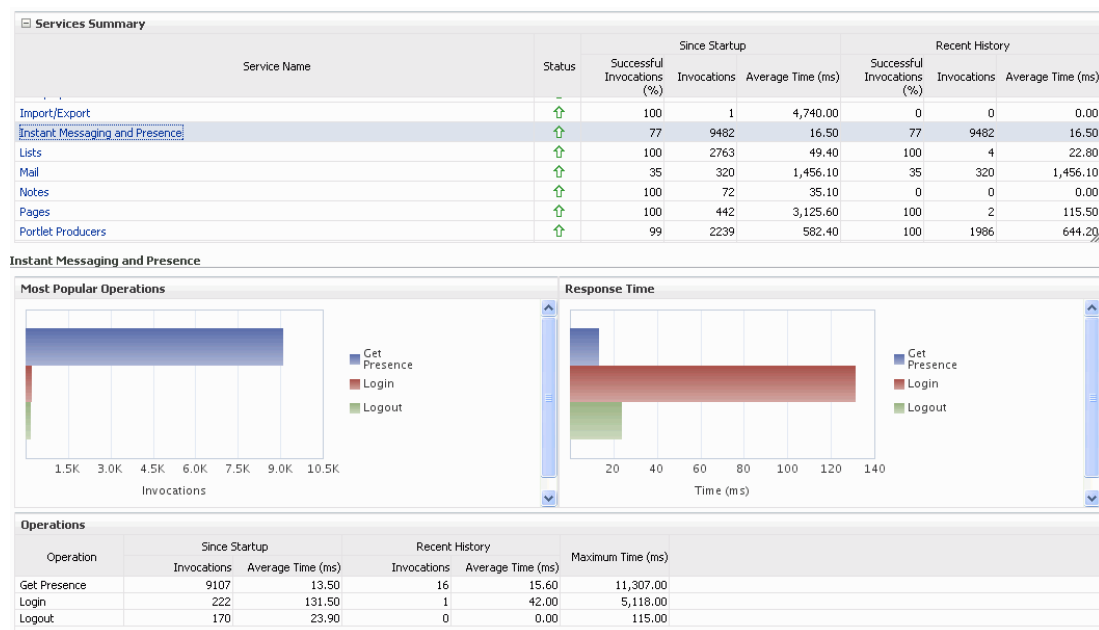 Services Summary
Since Startup Recent History
Service Name Status Successful Invocations (%) Invocations Average Time (ms) Successful Invocations (%) Invocations Average Time (ms)
Import/Export 100 1 4,740.00 0 0 0.00
Instant Messaging and Presence 77 9482 16.50 77 9482 16.50
Lists 100 2763 49.40 100 4 22.80
Mail 35 320 1,456.10 35 320 1,456.10
Notes 100 72 35.10 0 0 0.00
Pages 100 442 3,125.60 100 2 115.50
Portlet Producers 99 2239 582.40 100 1986 644.20
Instant Messaging and Presence
Most Popular Operations
Get
Presence
Login
Logout
1.5K 3.0K 4.5K 6.0K 7.5K 9.0K 10.5K
Invocations
Response Time
Get
Presence
Login
Logout
20 40 60 80 100 120 140
Time (ms)
Operations
Since Startup Recent History
Operation Invocations Average Time (ms) Invocations Average Time (ms) Maximum Time (ms)
Get Presence 9107 13.50 16 15.60 11,307.00
Login 222 131.50 1 42.00 5,118.00
Logout 170 23.90 0 0.00 115.00